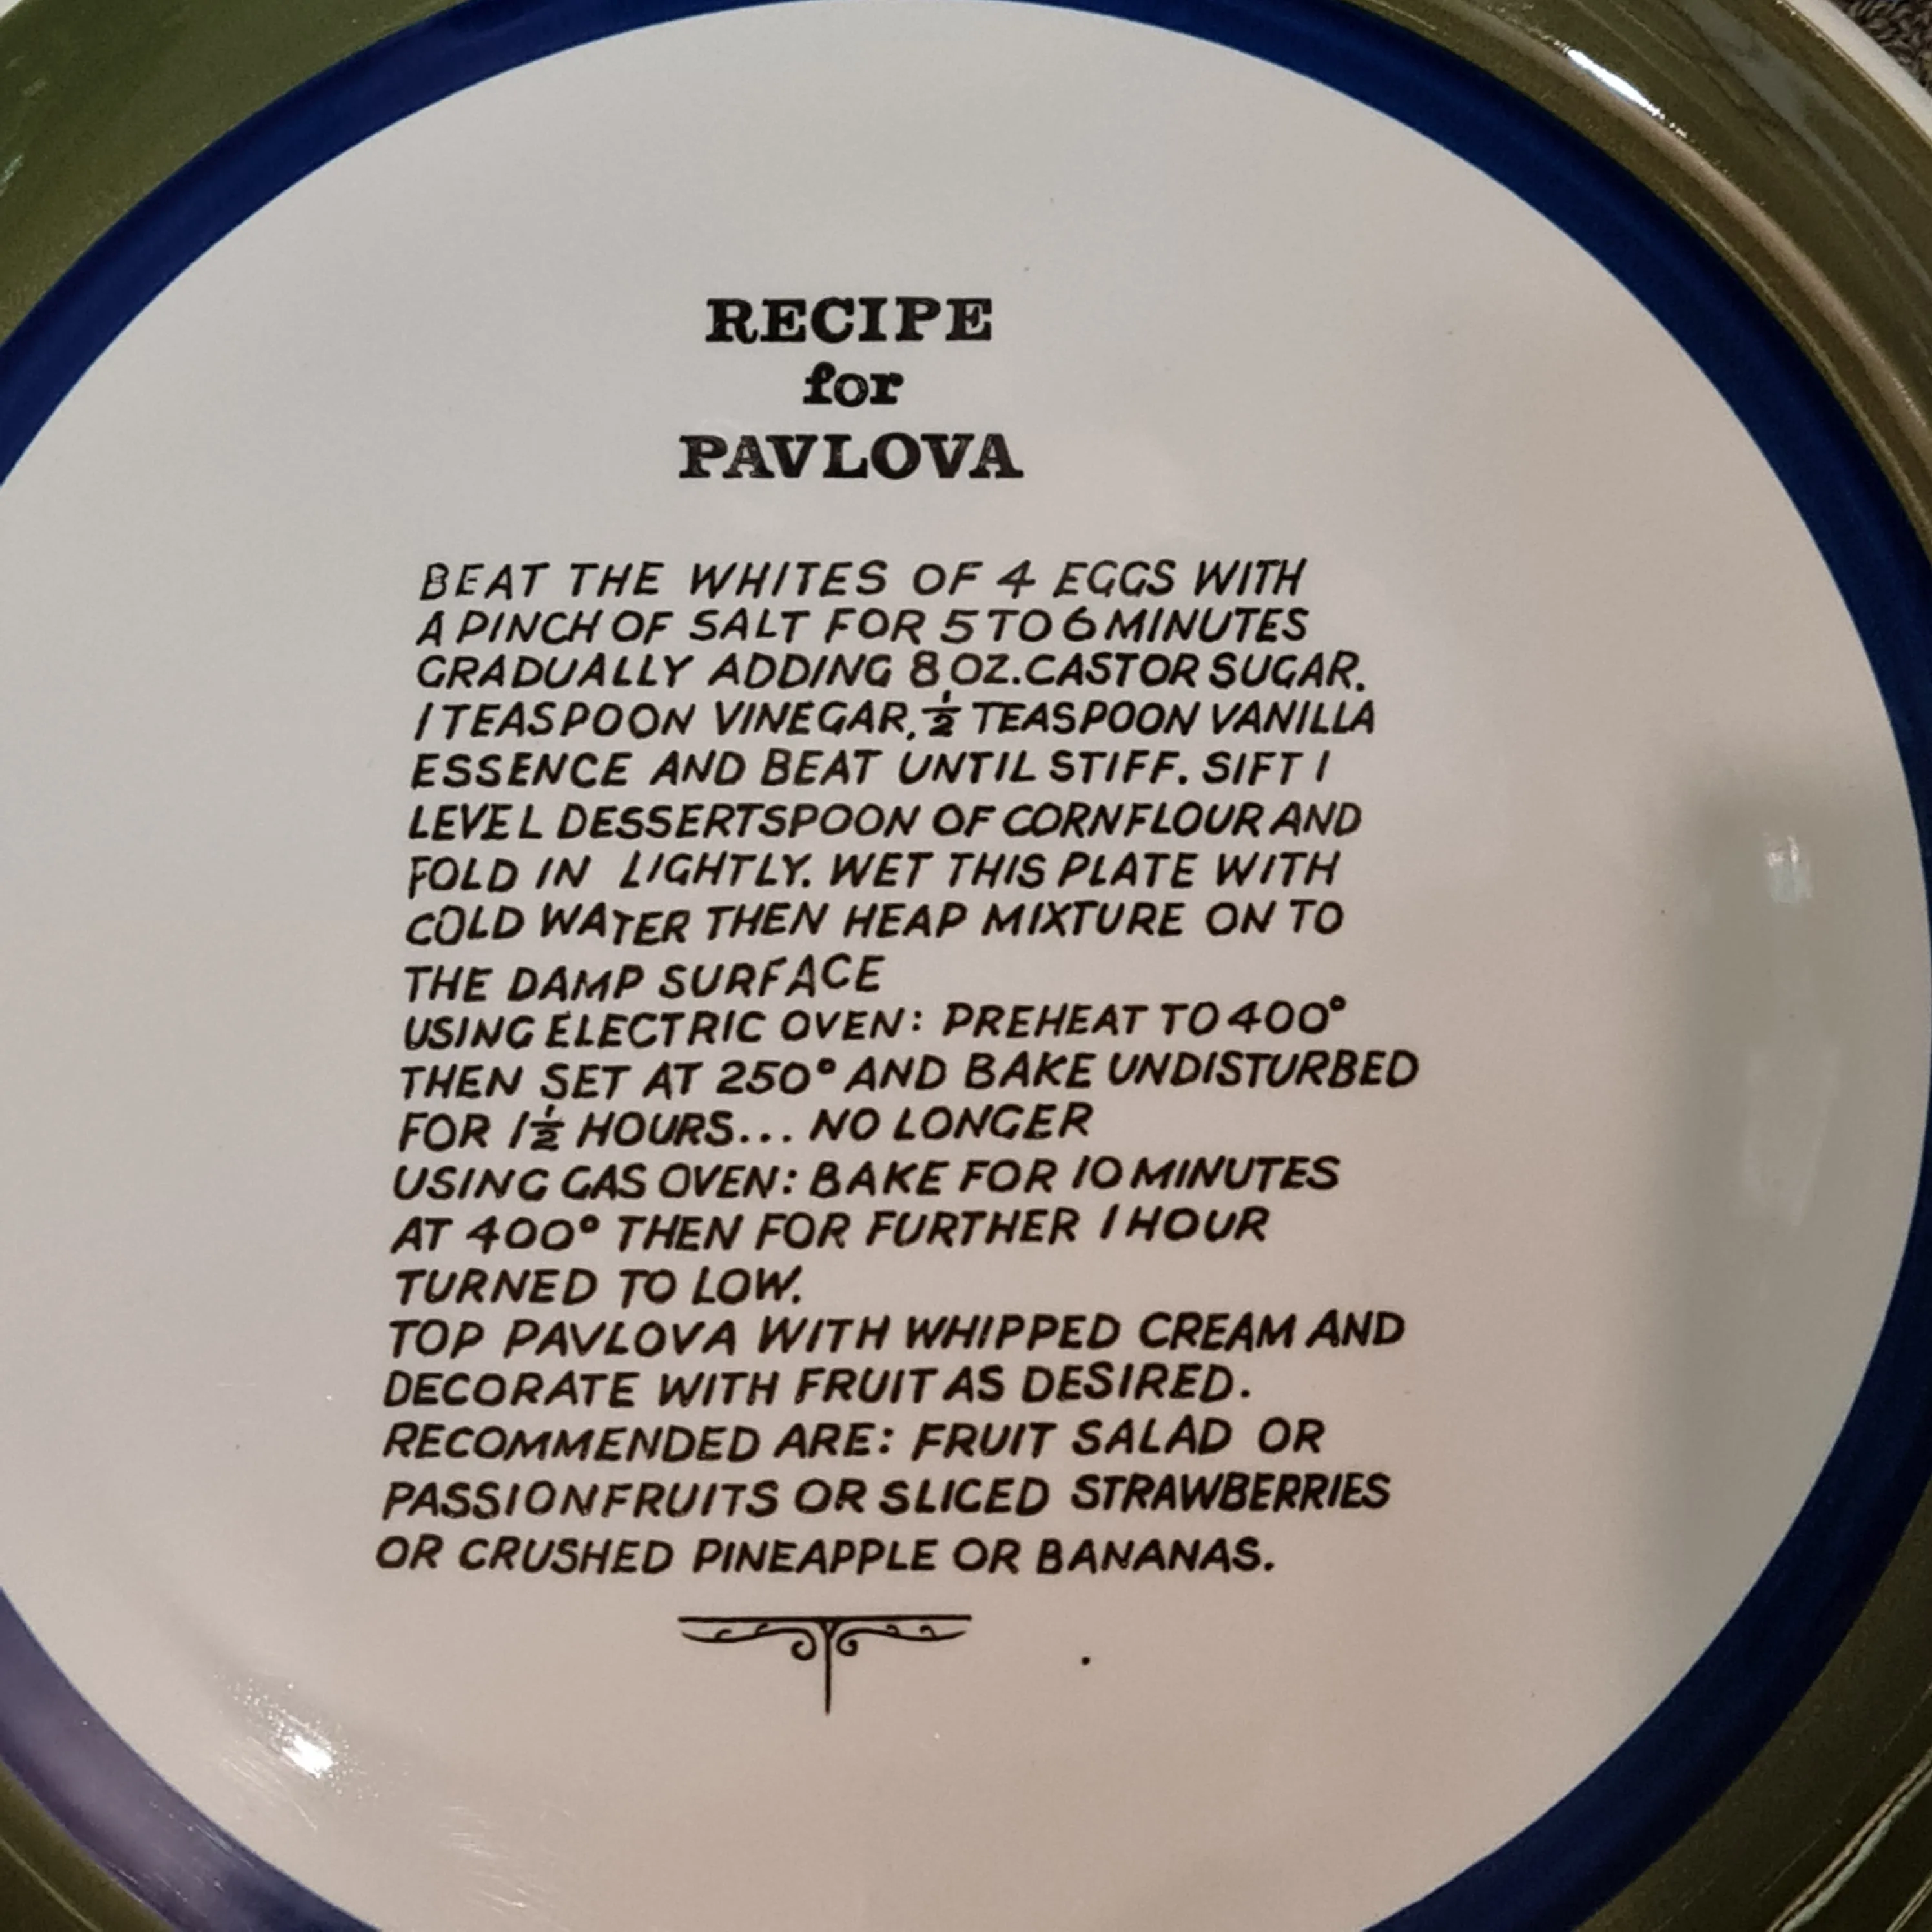 RECIPE
for
PAVLOVA
BEAT THE WHITES OF 4 EGGS WITH
A PINCH OF SALT FOR 5 TO 6 MINUTES
GRADUALLY ADDING 8 OZ. CASTOR SUGAR.
1 TEASPOON VINEGAR, ½ TEASPOON VANILLA
ESSENCE AND BEAT UNTIL STIFF. SIFT 1
LEVEL DESSERTSPOON OF CORNFLOUR AND
FOLD IN LIGHTLY. WET THIS PLATE WITH
COLD WATER THEN HEAP MIXTURE ON TO
THE DAMP SURFACE
USING ELECTRIC OVEN: PREHEAT TO 400°
THEN SET AT 250° AND BAKE UNDISTURBED
FOR 1½ HOURS... NO LONGER
USING GAS OVEN: BAKE FOR 10 MINUTES
AT 400° THEN FOR FURTHER 1 HOUR
TURNED TO LOW.
TOP PAVLOVA WITH WHIPPED CREAM AND
DECORATE WITH FRUIT AS DESIRED.
RECOMMENDED ARE: FRUIT SALAD OR
PASSIONFRUITS OR SLICED STRAWBERRIES
OR CRUSHED PINEAPPLE OR BANANAS.